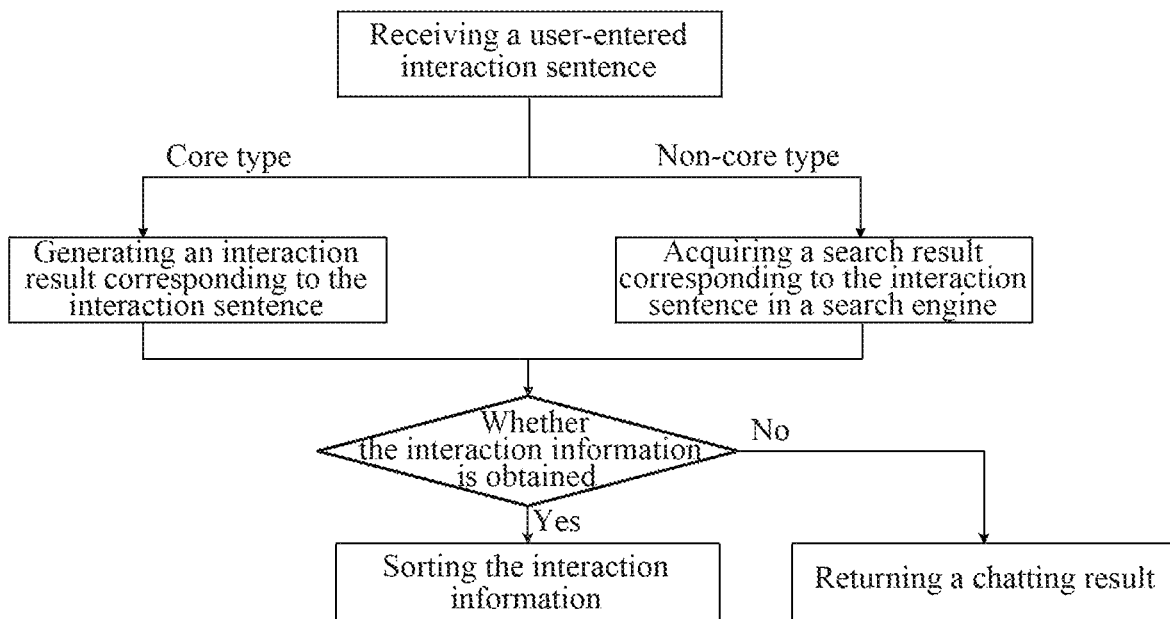 Receiving a user-entered
interaction sentence
Core type
Non-core type
Generating an interaction
result corresponding to the
interaction sentence
Acquiring a search result
corresponding to the interaction
sentence in a search engine
Whether
the interaction information
is obtained
No
Yes
Sorting the interaction
information
Returning a chatting result